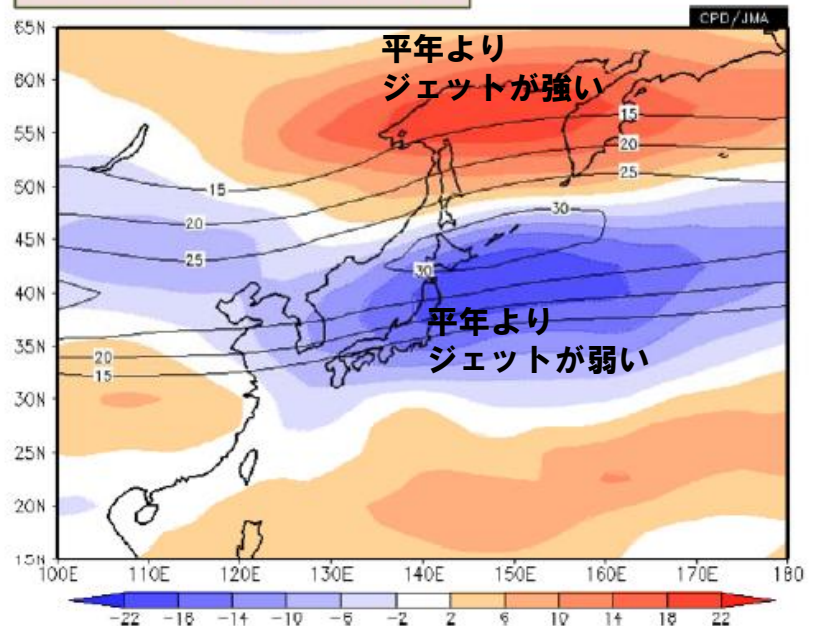 CPD/JMA
65N
平年より
ジェットが強い
60N
55N
15
20
25
50N
15
20
30
45N
25
30
40N
平年より
ジェットが弱い
35N
20
15
30N
25N
20N
15N
100E 110E 120E 130E 140E 150E 160E 170E 180
-22 -18 -14 -10 -6 -2 2 6 10 14 18 22